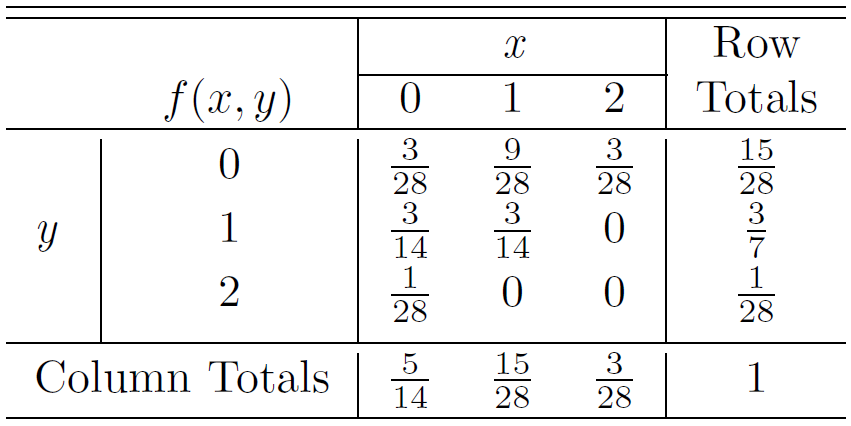 x Row
f(x, y) 0 1 2 Totals
0 3/28 9/28 3/28 15/28
y 1 3/14 3/14 0 3/7
2 1/28 0 0 1/28
Column Totals 5/14 15/28 3/28 1